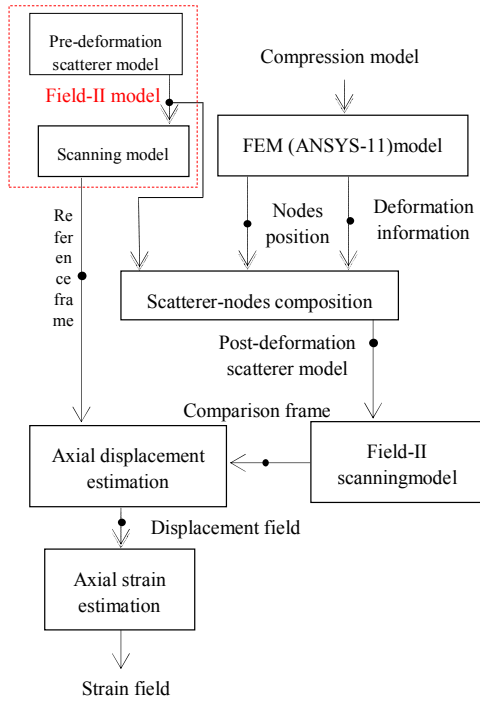 Pre-deformation
scatterer model
Field-II model
Scanning model
Compression model
FEM (ANSYS-11)model
Re
fer
en
ce
fra
me
Nodes
position
Deformation
information
Scatterer-nodes composition
Post-deformation
scatterer model
Comparison frame
Axial displacement
estimation
Field-II
scanningmodel
Displacement field
Axial strain
estimation
Strain field